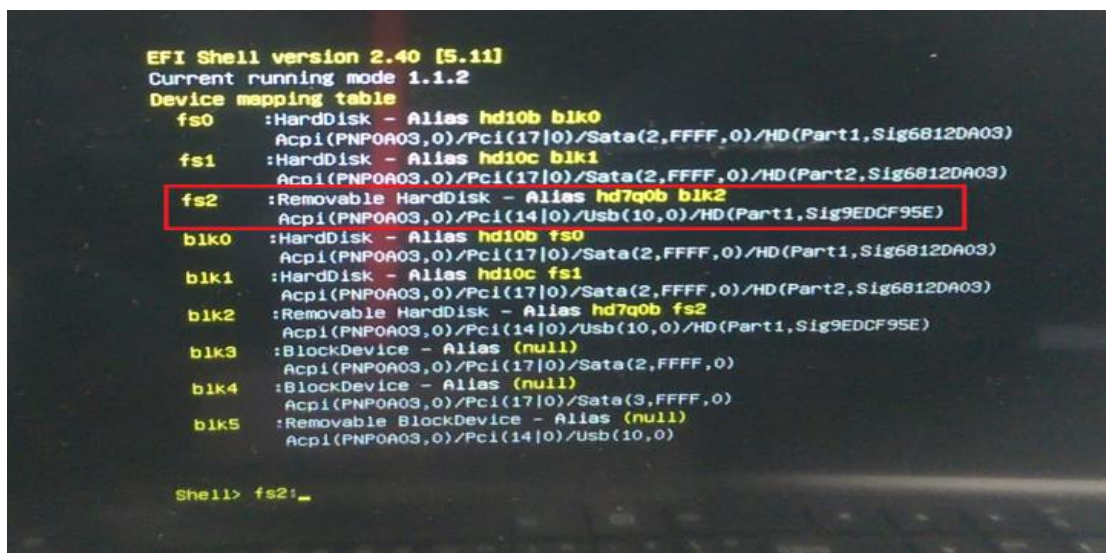 EFI Shell version 2.40 [5.11]
Current running mode 1.1.2
Device mapping table
fs0 :HardDisk - Alias hd10b blk0
Acpi(PNP0A03,0)/Pci(17|0)/Sata(2,FFFF,0)/HD(Part1,Sig6812DA03)
fs1 :HardDisk - Alias hd10c blk1
Acpi(PNP0A03,0)/Pci(17|0)/Sata(2,FFFF,0)/HD(Part2,Sig6812DA03)
fs2 :Removable HardDisk - Alias hd7q0b blk2
Acpi(PNP0A03,0)/Pci(14|0)/Usb(10,0)/HD(Part1,Sig9EDCF95E)
blk0 :HardDisk - Alias hd10b fs0
Acpi(PNP0A03,0)/Pci(17|0)/Sata(2,FFFF,0)/HD(Part1,Sig6812DA03)
blk1 :HardDisk - Alias hd10c fs1
Acpi(PNP0A03,0)/Pci(17|0)/Sata(2,FFFF,0)/HD(Part2,Sig6812DA03)
blk2 :Removable HardDisk - Alias hd7q0b fs2
Acpi(PNP0A03,0)/Pci(14|0)/Usb(10,0)/HD(Part1,Sig9EDCF95E)
blk3 :BlockDevice - Alias (null)
Acpi(PNP0A03,0)/Pci(17|0)/Sata(2,FFFF,0)
blk4 :BlockDevice - Alias (null)
Acpi(PNP0A03,0)/Pci(17|0)/Sata(3,FFFF,0)
blk5 :Removable BlockDevice - Alias (null)
Acpi(PNP0A03,0)/Pci(14|0)/Usb(10,0)
Shell> fs2:_